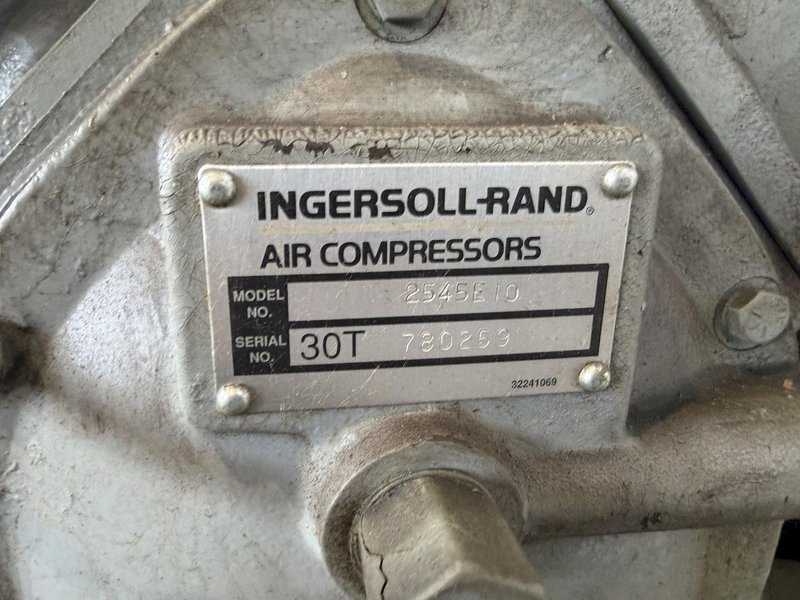 INGERSOLL-RAND®
AIR COMPRESSORS
MODEL NO. 2545E10
SERIAL NO. 30T 780259
32241069